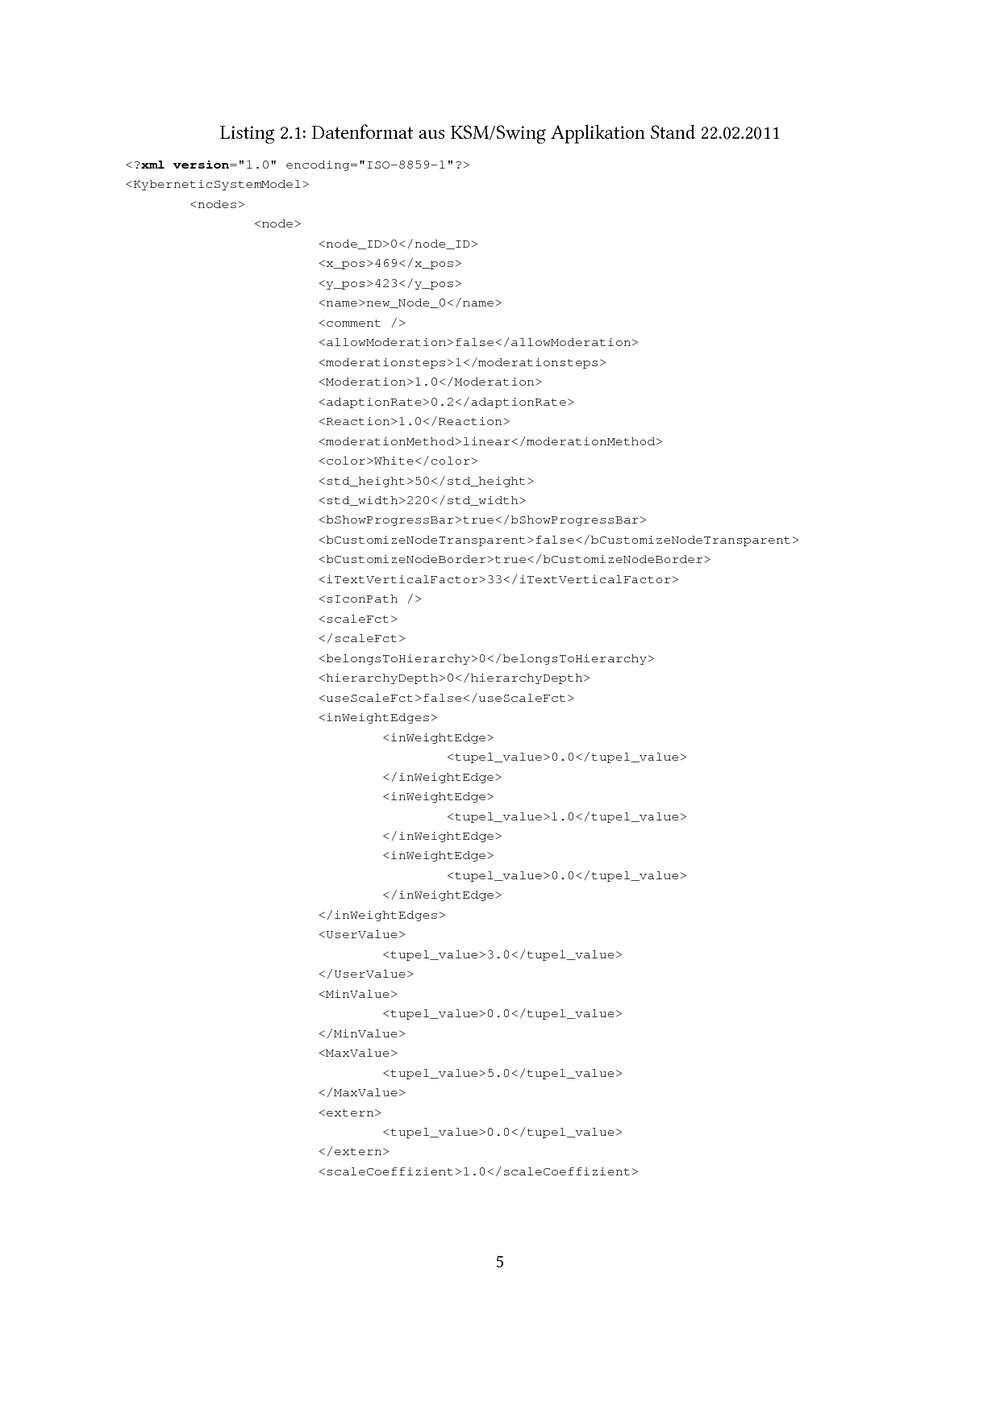 Listing 2.1: Datenformat aus KSM/Swing Applikation Stand 22.02.2011
<?xml version="1.0" encoding="ISO-8859-1"?>
<KyberneticSystemModel>
<nodes>
<node>
<node_ID>0</node_ID>
<x_pos>469</x_pos>
<y_pos>423</y_pos>
<name>new_Node_0</name>
<comment />
<allowModeration>false</allowModeration>
<moderationsteps>1</moderationsteps>
<Moderation>1.0</Moderation>
<adaptionRate>0.2</adaptionRate>
<Reaction>1.0</Reaction>
<moderationMethod>linear</moderationMethod>
<color>White</color>
<std_height>50</std_height>
<std_width>220</std_width>
<bShowProgressBar>true</bShowProgressBar>
<bCustomizeNodeTransparent>false</bCustomizeNodeTransparent>
<bCustomizeNodeBorder>true</bCustomizeNodeBorder>
<iTextVerticalFactor>33</iTextVerticalFactor>
<sIconPath />
<scaleFct>
</scaleFct>
<belongsToHierarchy>0</belongsToHierarchy>
<hierarchyDepth>0</hierarchyDepth>
<useScaleFct>false</useScaleFct>
<inWeightEdges>
<inWeightEdge>
<tupel_value>0.0</tupel_value>
</inWeightEdge>
<inWeightEdge>
<tupel_value>1.0</tupel_value>
</inWeightEdge>
<inWeightEdge>
<tupel_value>0.0</tupel_value>
</inWeightEdge>
</inWeightEdges>
<UserValue>
<tupel_value>3.0</tupel_value>
</UserValue>
<MinValue>
<tupel_value>0.0</tupel_value>
</MinValue>
<MaxValue>
<tupel_value>5.0</tupel_value>
</MaxValue>
<extern>
<tupel_value>0.0</tupel_value>
</extern>
<scaleCoeffizient>1.0</scaleCoeffizient>
5